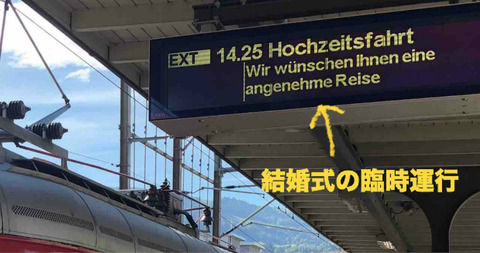 EXT 14.25 Hochzeitsfahrt
Wir wünschen Ihnen eine
angenehme Reise
結婚式の臨時運行